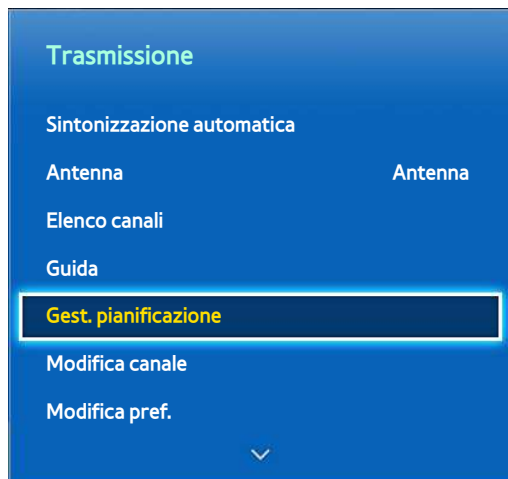 Trasmissione
Sintonizzazione automatica
Antenna Antenna
Elenco canali
Guida
Gest. pianificazione
Modifica canale
Modifica pref.